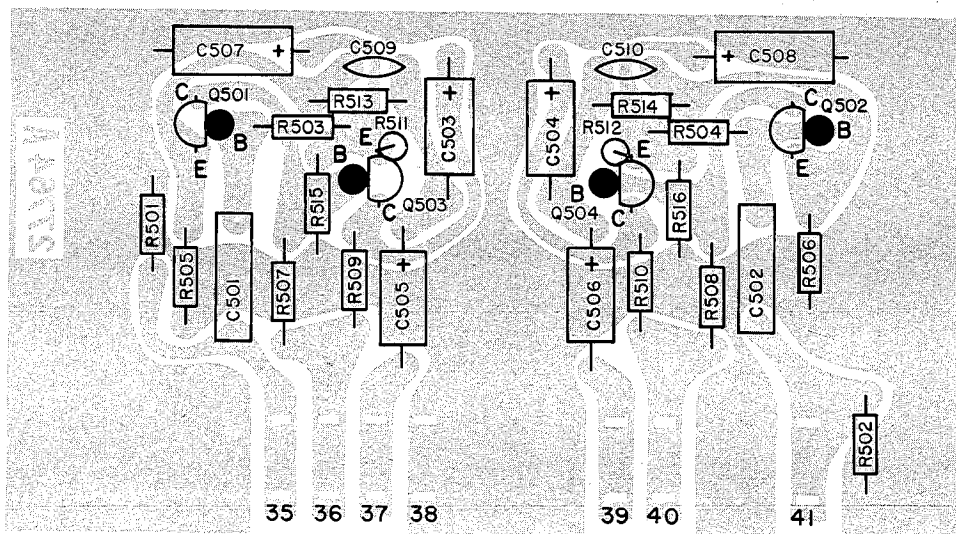 C507 +
C509
C510
+ C508
C Q501
R513
+
C503
+
C504
R514
C Q502
B
R503
R511
R512
R504
B
E
E
E
E
B
R515
C
Q503
B
Q504
C
R516
R501
R505
C501
R507
R509
+
C505
+
C506
R510
R508
C502
R506
R502
35 36 37 38
39 40
41